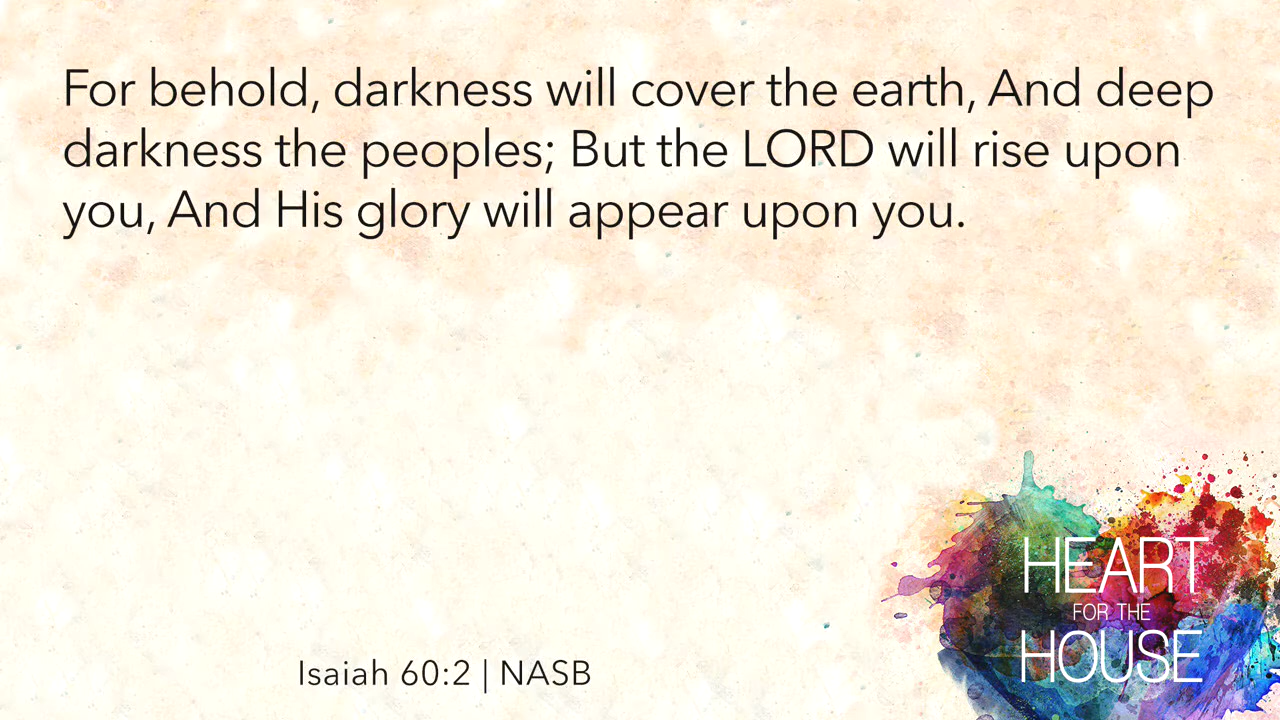 For behold, darkness will cover the earth, And deep
darkness the peoples; But the LORD will rise upon
you, And His glory will appear upon you.
HEART
FOR THE
HOUSE
Isaiah 60:2 | NASB